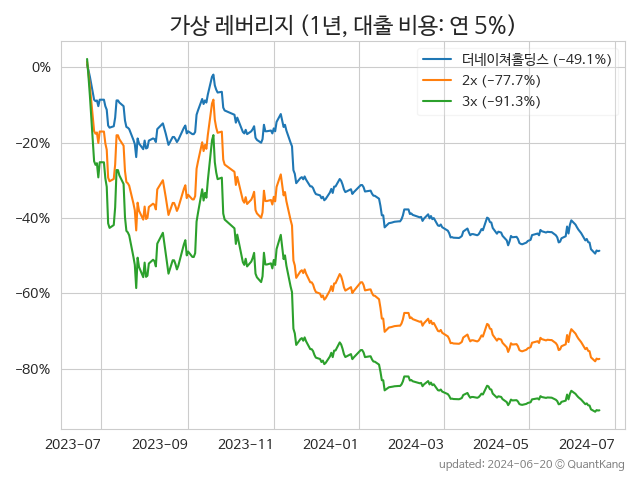 가상 레버리지 (1년, 대출 비용: 연 5%)
더네이쳐홀딩스 (−49.1%)
2x (−77.7%)
3x (−91.3%)
0%
−20%
−40%
−60%
−80%
2023-07
2023-09
2023-11
2024-01
2024-03
2024-05
2024-07
updated: 2024-06-20 © QuantKang